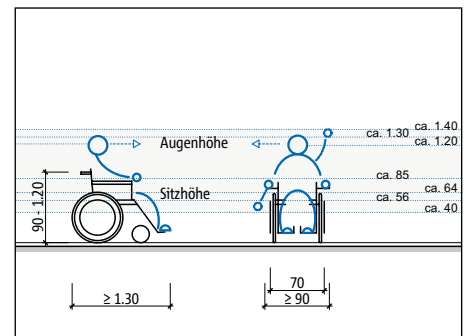 ca. 1.40
ca. 1.30
ca. 1.20
Augenhöhe
ca. 85
Sitzhöhe
ca. 64
ca. 56
ca. 40
90 - 1.20
70
≥ 1.30
≥ 90